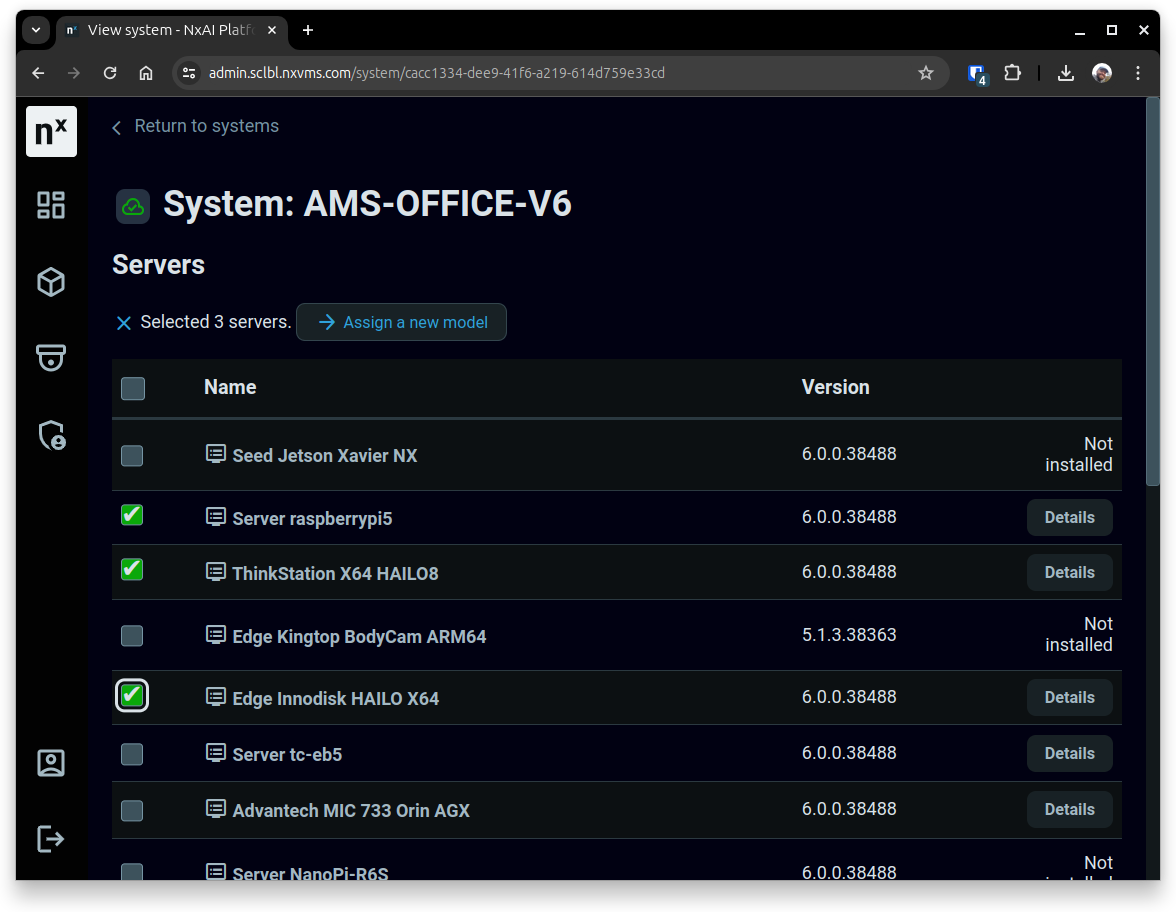 nx View system - NxAI Platf
admin.sclbl.nxvms.com/system/cacc1334-dee9-41f6-a219-614d759e33cd
4
nx
Return to systems
System: AMS-OFFICE-V6
Servers
Selected 3 servers. Assign a new model
Name Version
Seed Jetson Xavier NX 6.0.0.38488 Not
installed
Server raspberrypi5 6.0.0.38488 Details
ThinkStation X64 HAILO8 6.0.0.38488 Details
Edge Kingtop BodyCam ARM64 5.1.3.38363 Not
installed
Edge Innodisk HAILO X64 6.0.0.38488 Details
Server tc-eb5 6.0.0.38488 Details
Advantech MIC 733 Orin AGX 6.0.0.38488 Details
Server NanoPi-R6S 6.0.0.38488 Not